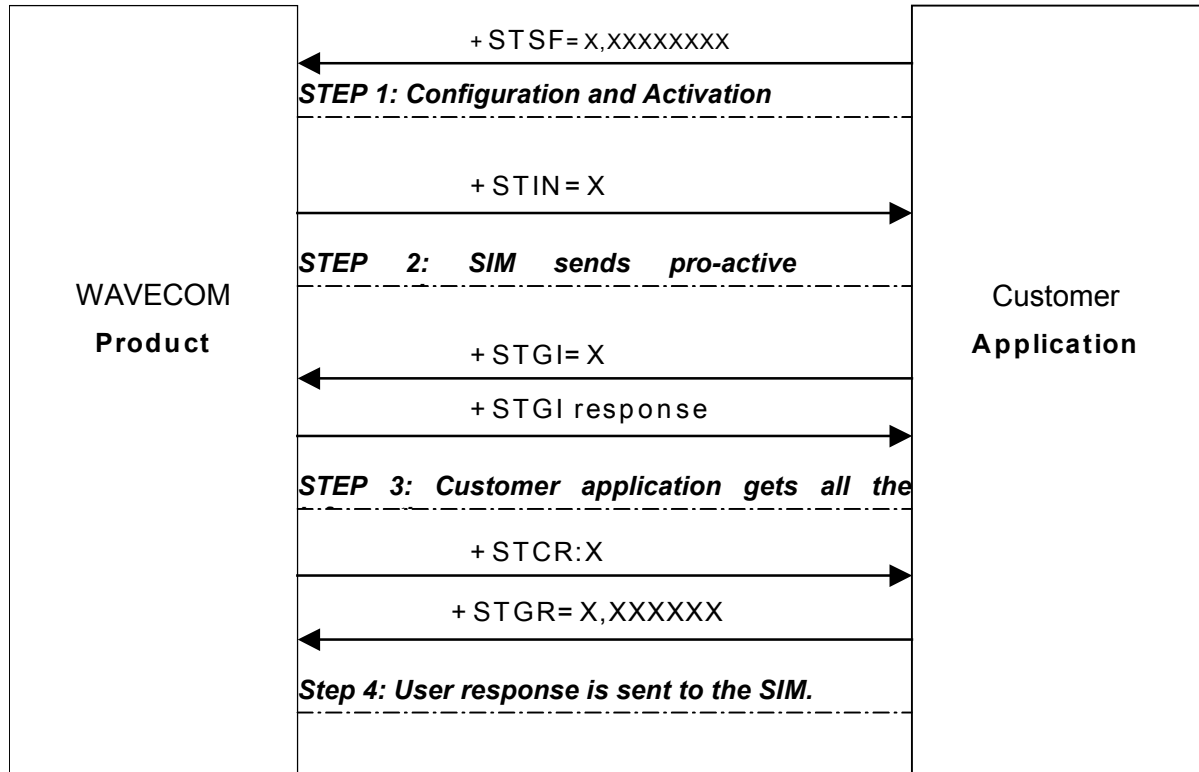 +STSF=X,XXXXXXXX
STEP 1: Configuration and Activation
+STIN=X
STEP 2: SIM sends pro-active
WAVECOM
Product
Customer
Application
+STGI=X
+STGI response
STEP 3: Customer application gets all the
+STCR:X
+STGR=X,XXXXXX
Step 4: User response is sent to the SIM.